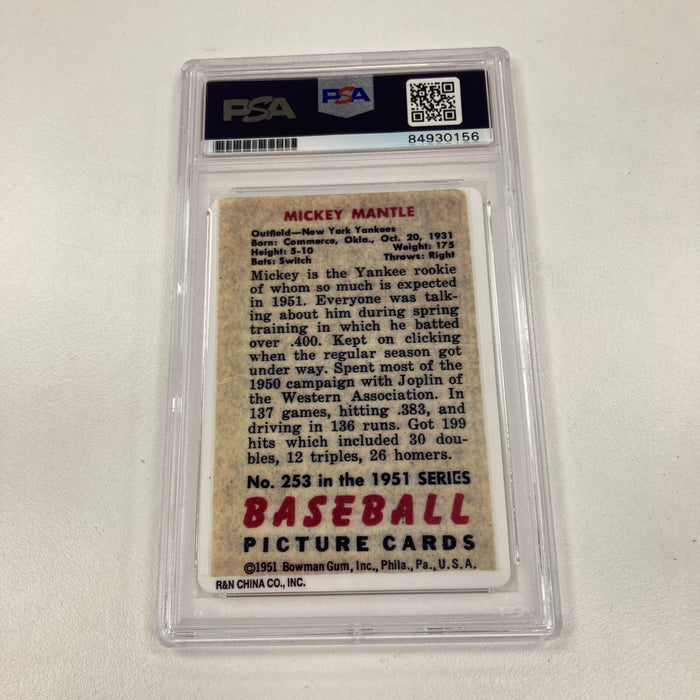 PSA
PSA
84930156
MICKEY MANTLE
Outfield—New York Yankees
Born: Commerce, Okla., Oct. 20, 1931
Height: 5-10 Weight: 175
Bats: Switch Throws: Right
Mickey is the Yankee rookie
of whom so much is expected
in 1951. Everyone was talk-
ing about him during spring
training in which he batted
over .400. Kept on clicking
when the regular season got
under way. Spent most of the
1950 campaign with Joplin of
the Western Association. In
137 games, hitting .383, and
driving in 136 runs. Got 199
hits which included 30 dou-
bles, 12 triples, 26 homers.
No. 253 in the 1951 SERIES
BASEBALL
PICTURE CARDS
©1951 Bowman Gum, Inc., Phila., Pa., U. S. A.
R&N CHINA CO., INC.